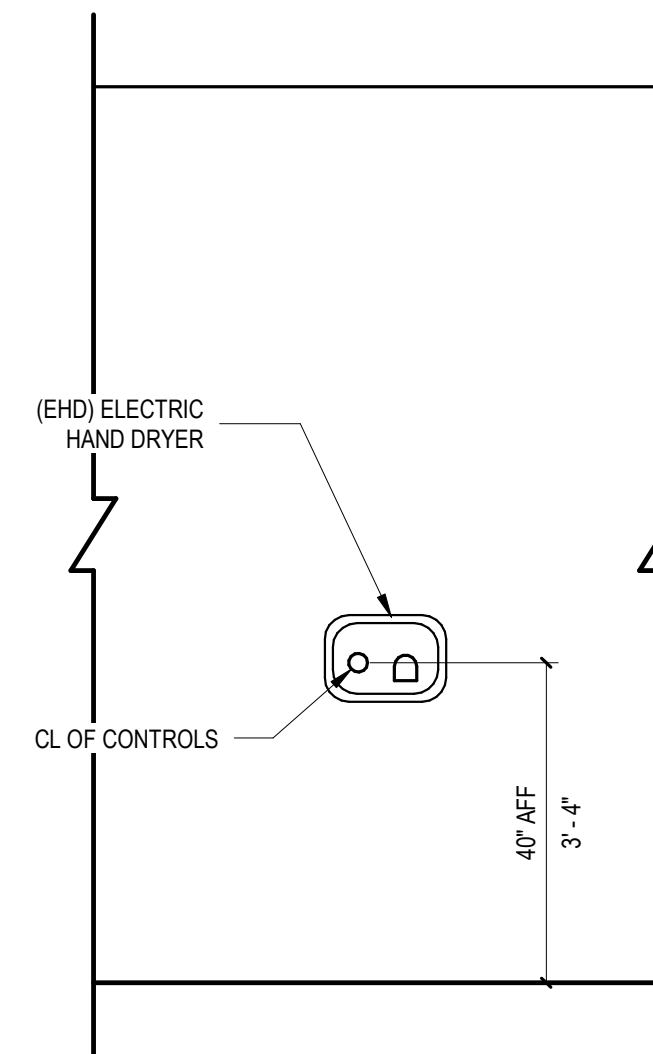 (EHD) ELECTRIC
HAND DRYER
CL OF CONTROLS
40" AFF
3' - 4"